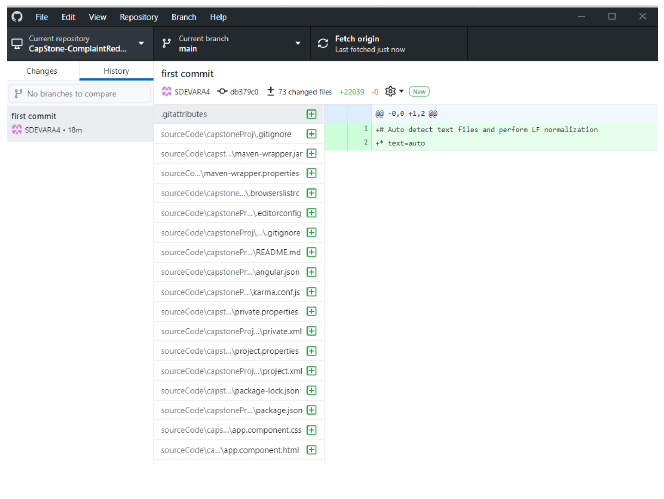 File Edit View Repository Branch Help
Current repository
CapStone-ComplaintRed...
Current branch
main
Fetch origin
Last fetched just now
Changes History
No branches to compare
first commit
SDEVARA4 • 18m
first commit
SDEVARA4 db379c0 73 changed files +22039 -0 New
.gitattributes
sourceCode\capstoneProj\.gitignore
sourceCode\capst...\maven-wrapper.jar
sourceCo...\maven-wrapper.properties
sourceCode\capstone...\.browserslistrc
sourceCode\capstonePr...\.editorconfig
sourceCode\capstoneProj\...\.gitignore
sourceCode\capstonePr...\README.md
sourceCode\capstonePr...\angular.json
sourceCode\capstonePr...\karma.conf.js
sourceCode\capst...\private.properties
sourceCode\capstoneProj...\private.xml
sourceCode\capst...\project.properties
sourceCode\capstoneProj...\project.xml
sourceCode\capst...\package-lock.json
sourceCode\capstonePr...\package.json
sourceCode\caps...\app.component.css
sourceCode\ca...\app.component.html
@@ -0,0 +1,2 @@
1 +# Auto detect text files and perform LF normalization
2 +* text=auto